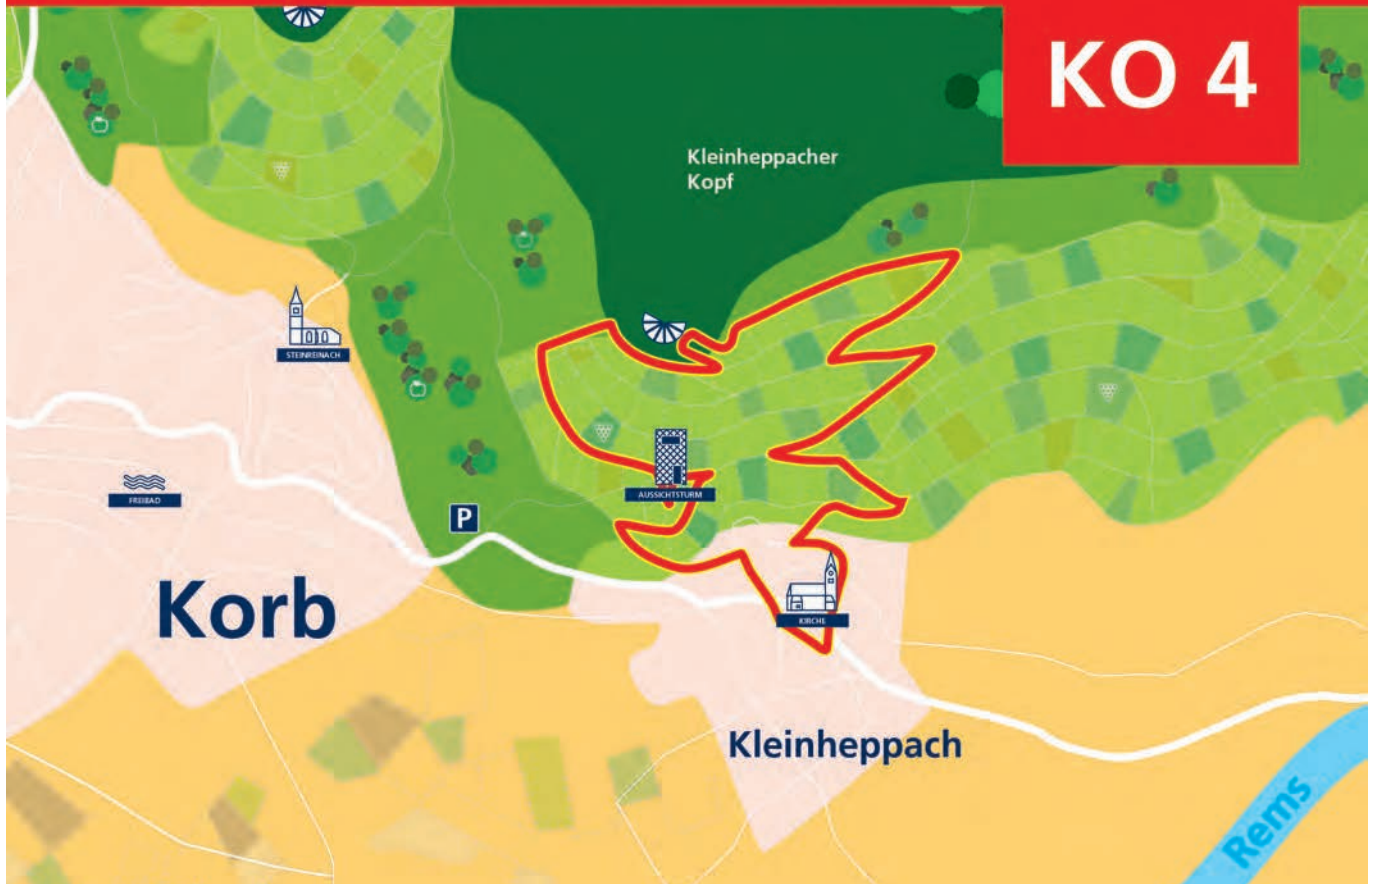 KO 4
Kleinheppacher
Kopf
STEINREINACH
AUSSICHTSTURM
FREIBAD
P
Korb
KIRCHE
Kleinheppach
Rems